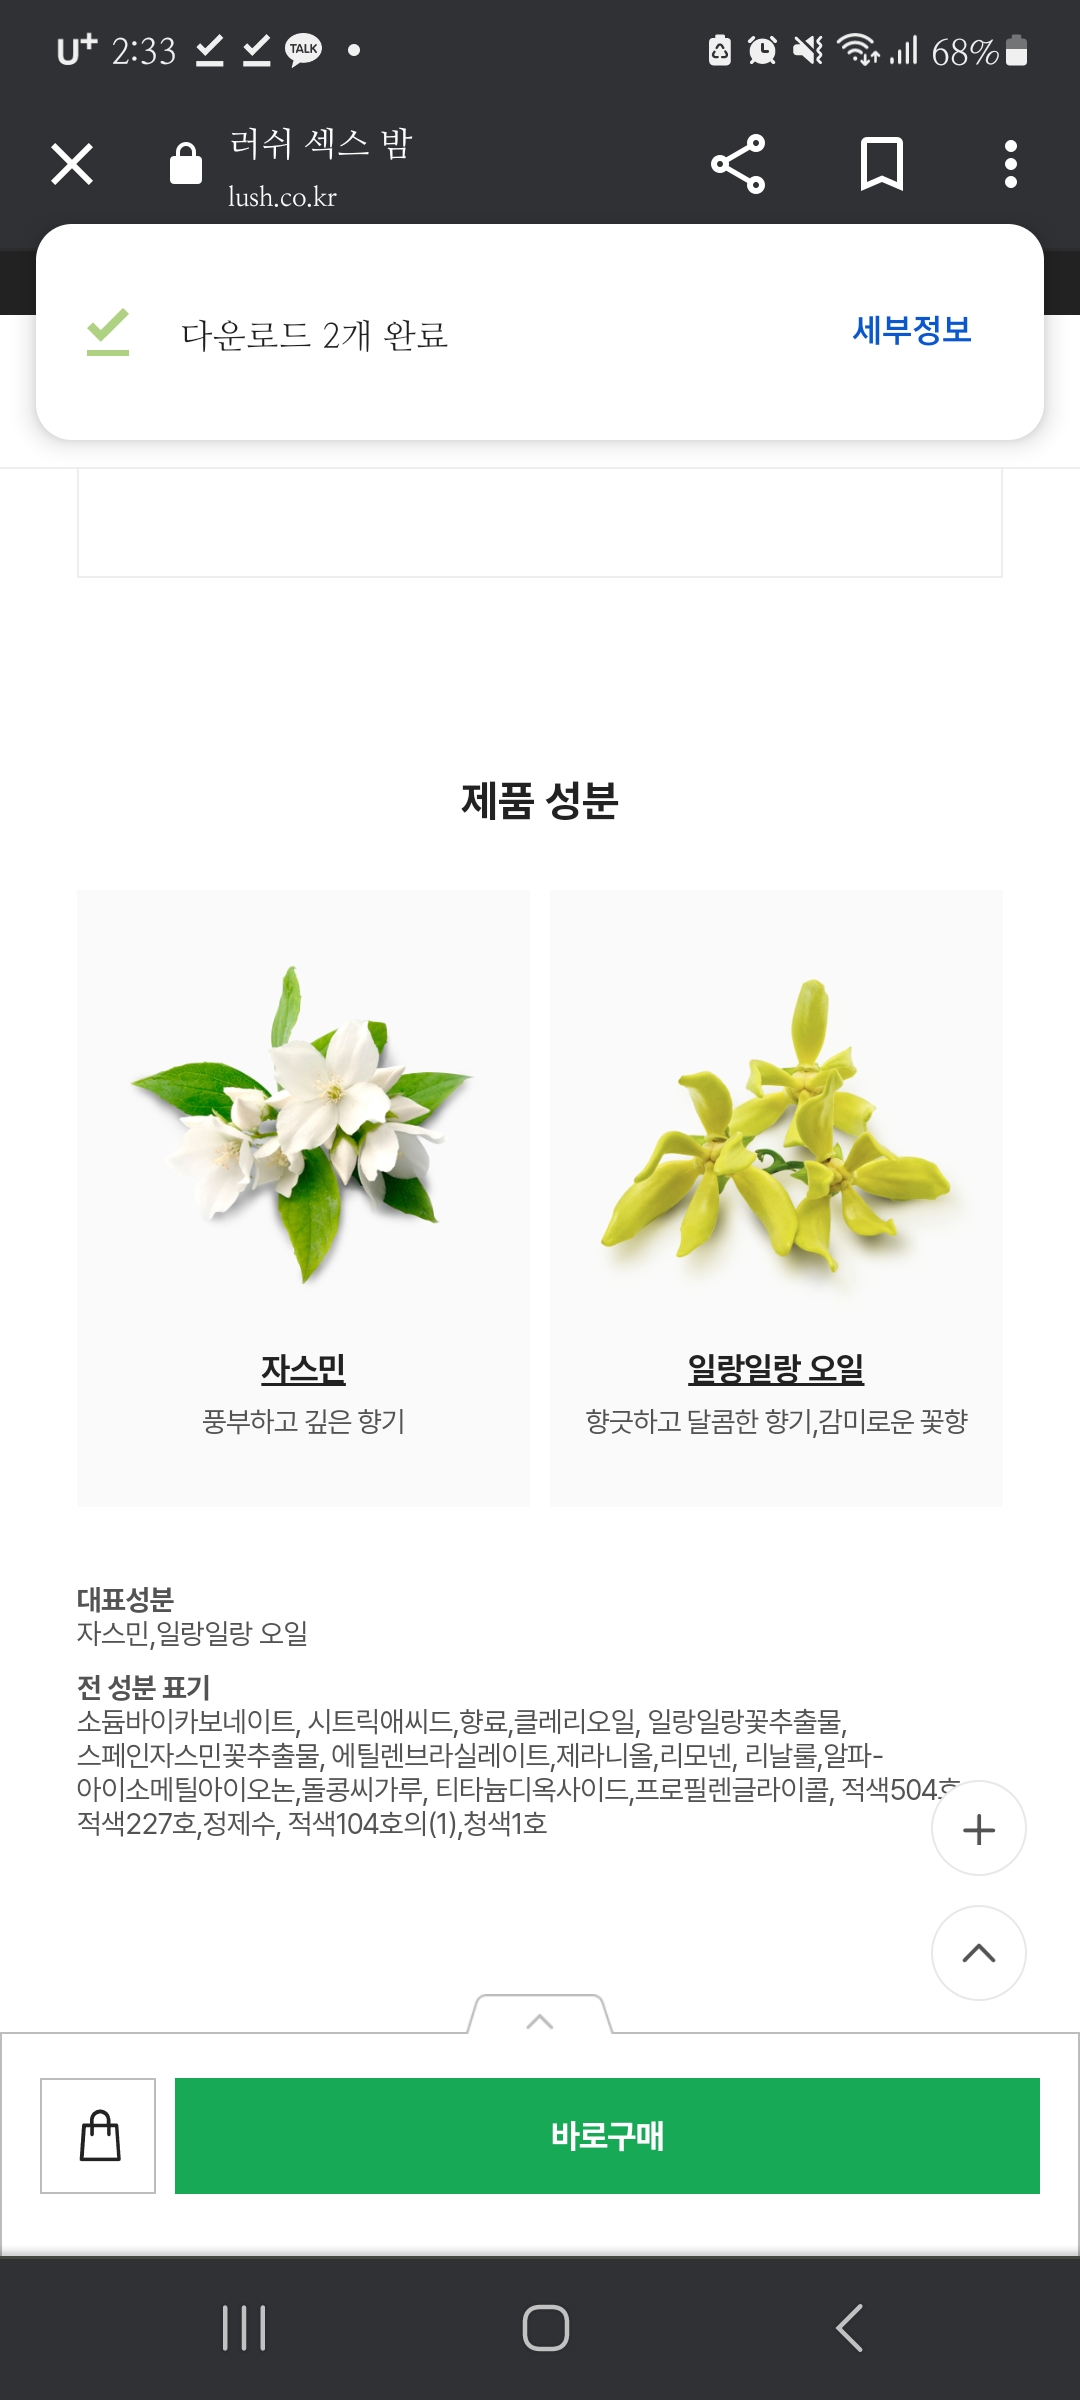 U+ 2:33 TALK 68%
러쉬 섹스 밤
lush.co.kr
다운로드 2개 완료 세부정보
제품 성분
자스민
풍부하고 깊은 향기
일랑일랑 오일
향긋하고 달콤한 향기,감미로운 꽃향
대표성분
자스민,일랑일랑 오일
전 성분 표기
소듐바이카보네이트, 시트릭애씨드,향료,클레리오일, 일랑일랑꽃추출물,
스페인자스민꽃추출물, 에틸렌브라실레이트,제라니올,리모넨, 리날룰,알파-
아이소메틸아이오논,돌콩씨가루, 티타늄디옥사이드,프로필렌글라이콜, 적색504호
적색227호,정제수, 적색104호의(1),청색1호
바로구매